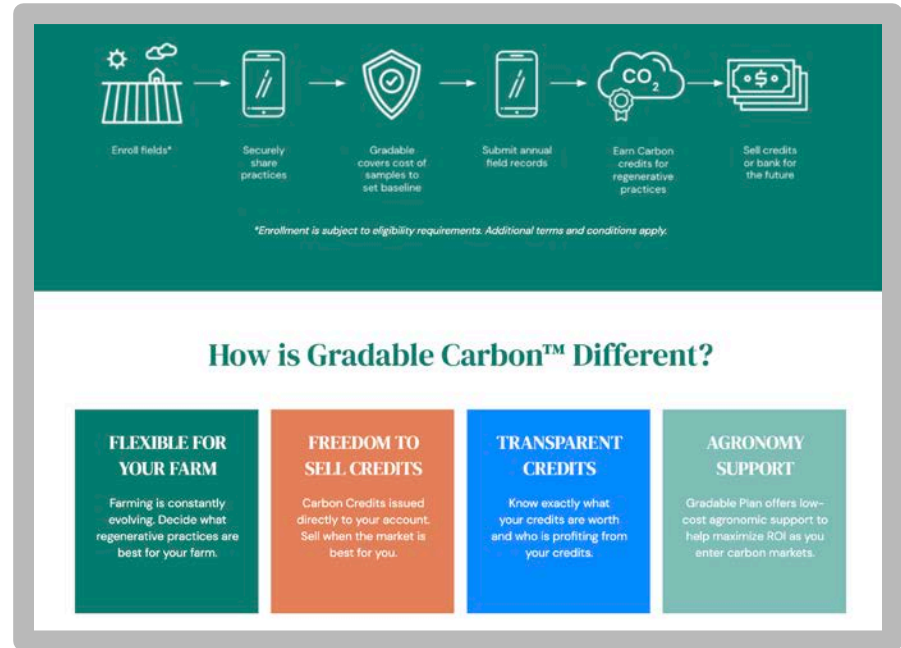 CO2
$
Enroll fields*
Securely
share
practices
Gradable
covers cost of
samples to
set baseline
Submit annual
field records
Earn Carbon
credits for
regenerative
practices
Sell credits
or bank for
the future
*Enrollment is subject to eligibility requirements. Additional terms and conditions apply.
How is Gradable Carbon™ Different?
FLEXIBLE FOR
YOUR FARM
Farming is constantly
evolving. Decide what
regenerative practices are
best for your farm.
FREEDOM TO
SELL CREDITS
Carbon Credits issued
directly to your account.
Sell when the market is
best for you.
TRANSPARENT
CREDITS
Know exactly what
your credits are worth
and who is profiting from
your credits.
AGRONOMY
SUPPORT
Gradable Plan offers low-
cost agronomic support to
help maximize ROI as you
enter carbon markets.